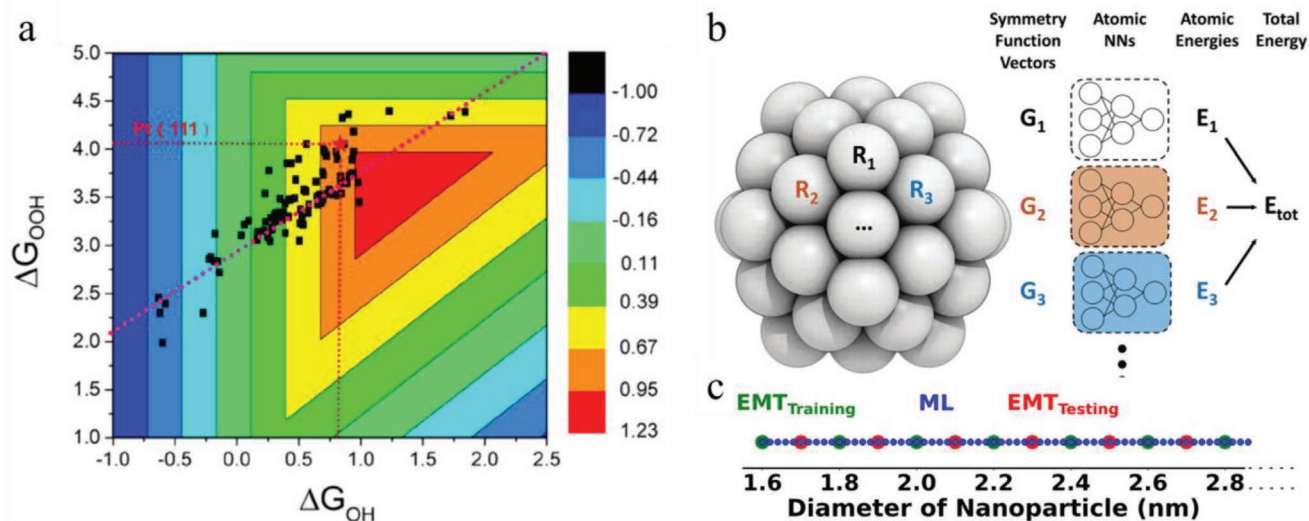 a
5.0
4.5
4.0
3.5
3.0
2.5
2.0
1.5
1.0
ΔG_OOH
Pt (111)
-1.0 -0.5 0.0 0.5 1.0 1.5 2.0 2.5
ΔG_OH
-1.00
-0.72
-0.44
-0.16
0.11
0.39
0.67
0.95
1.23
b
Symmetry Function Vectors
Atomic NNs
Atomic Energies
Total Energy
R₁
R₂
R₃
...
G₁
E₁
G₂
E₂
E_tot
G₃
E₃
c
EMT_Training ML EMT_Testing
1.6 1.8 2.0 2.2 2.4 2.6 2.8
Diameter of Nanoparticle (nm)